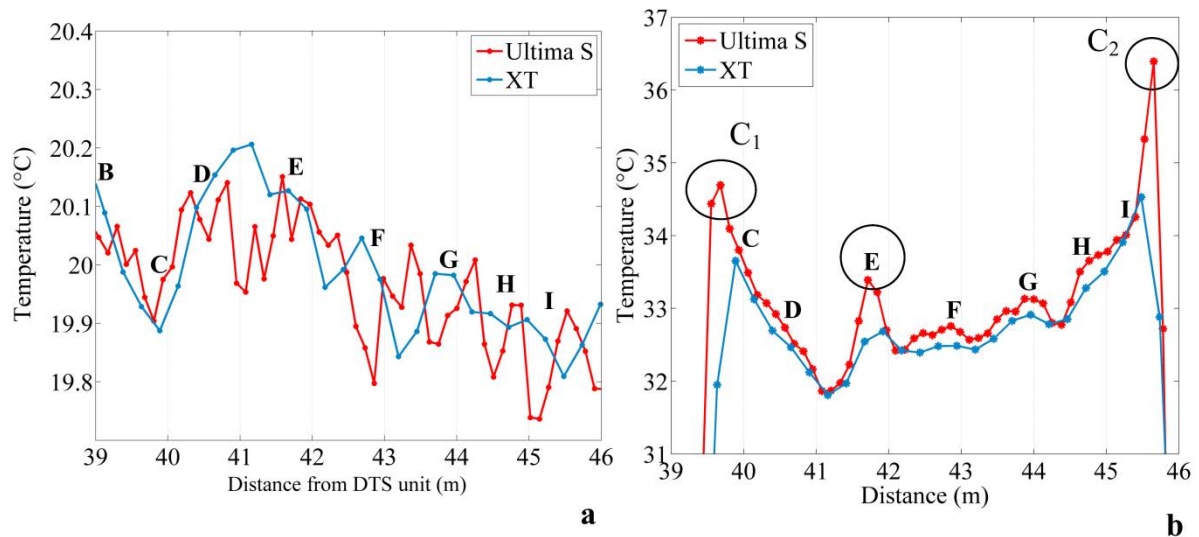 20.4
20.3
20.2
20.1
20
19.9
19.8
Temperature (°C)
Ultima S
XT
B
C
D
E
F
G
H
I
39
40
41
42
43
44
45
46
Distance from DTS unit (m)
a
37
36
35
34
33
32
31
Temperature (°C)
Ultima S
XT
C₁
C₂
C
D
E
F
G
H
I
39
40
41
42
43
44
45
46
Distance (m)
b